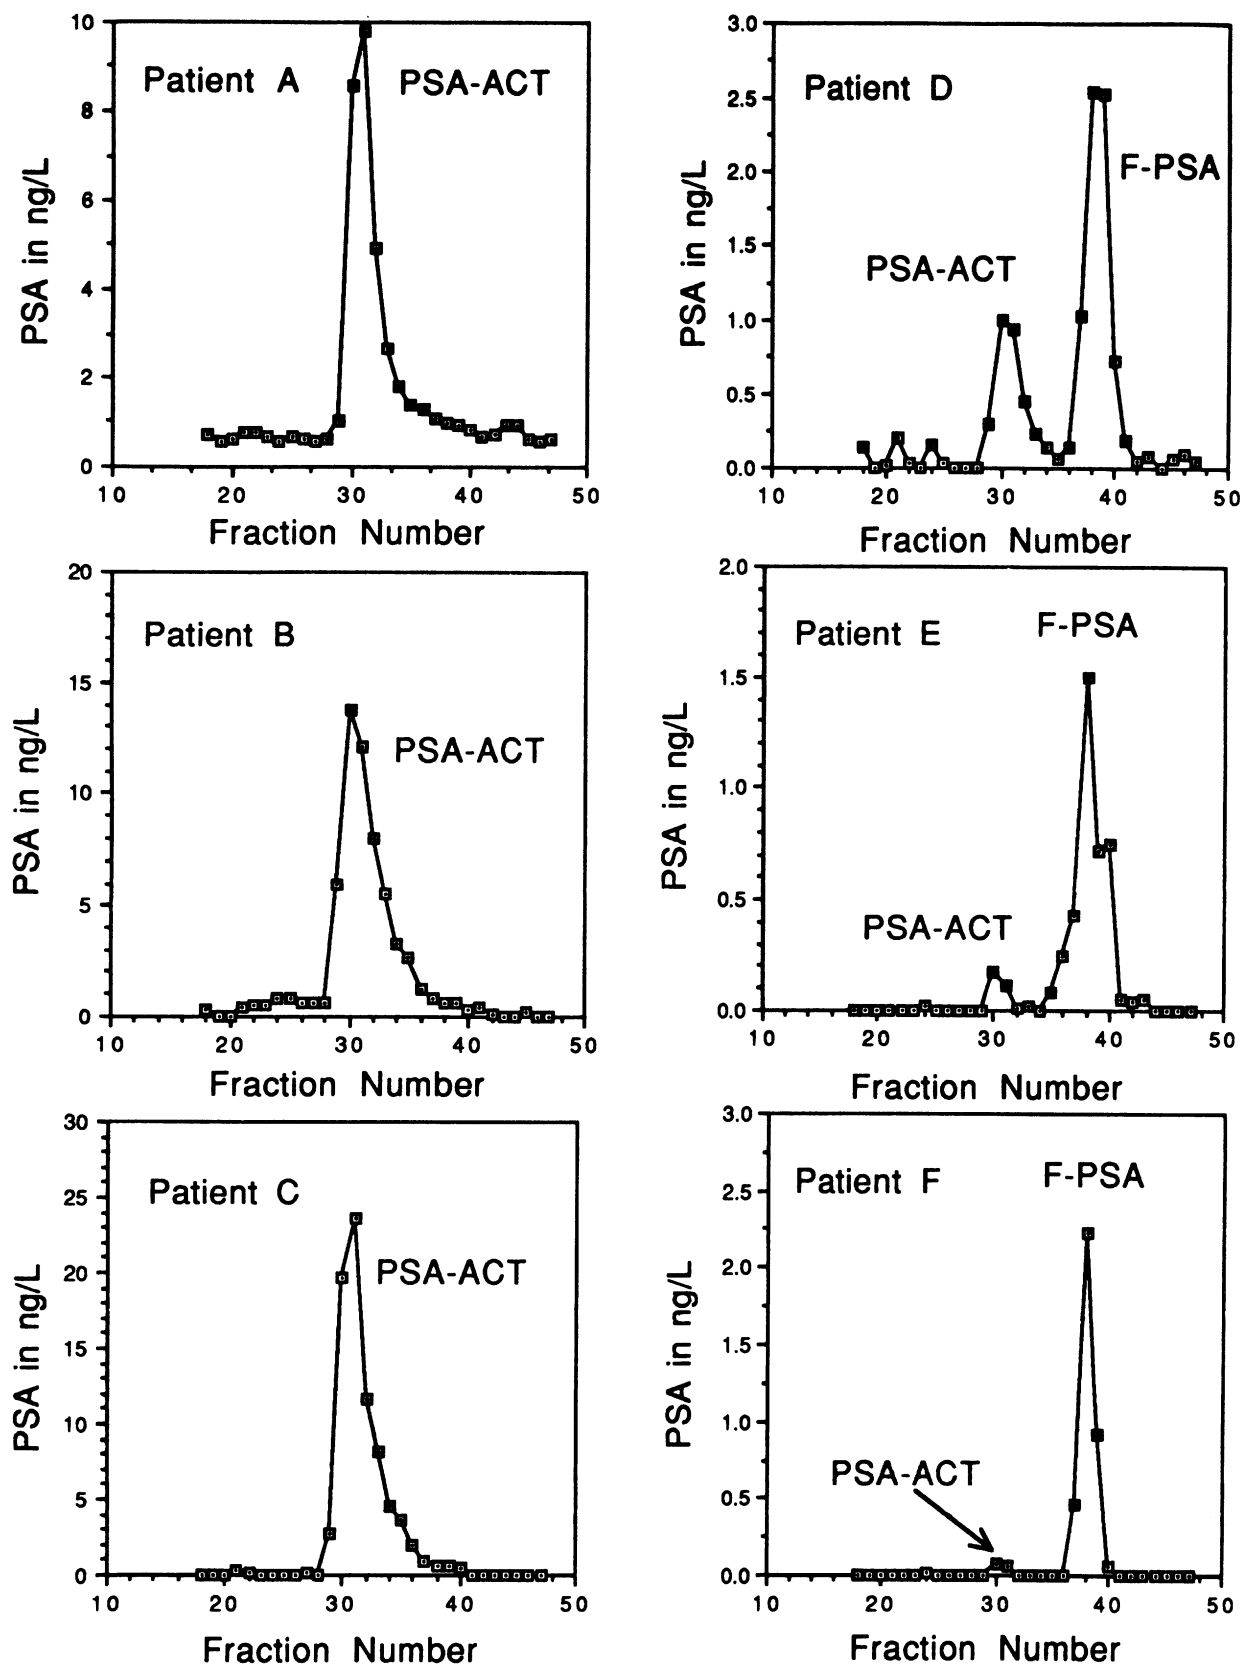 10
Patient A
PSA-ACT
8
6
4
2
0
PSA in ng/L
10 20 30 40 50
Fraction Number
3.0
Patient D
2.5
F-PSA
2.0
1.5
PSA-ACT
1.0
0.5
0.0
PSA in ng/L
10 20 30 40 50
Fraction Number
20
Patient B
15
PSA-ACT
10
5
0
PSA in ng/L
10 20 30 40 50
Fraction Number
2.0
Patient E
F-PSA
1.5
1.0
0.5
PSA-ACT
0.0
PSA in ng/L
10 20 30 40 50
Fraction Number
30
25
Patient C
20
PSA-ACT
15
10
5
0
PSA in ng/L
10 20 30 40 50
Fraction Number
3.0
Patient F
F-PSA
2.5
2.0
1.5
1.0
PSA-ACT
0.5
0.0
PSA in ng/L
10 20 30 40 50
Fraction Number